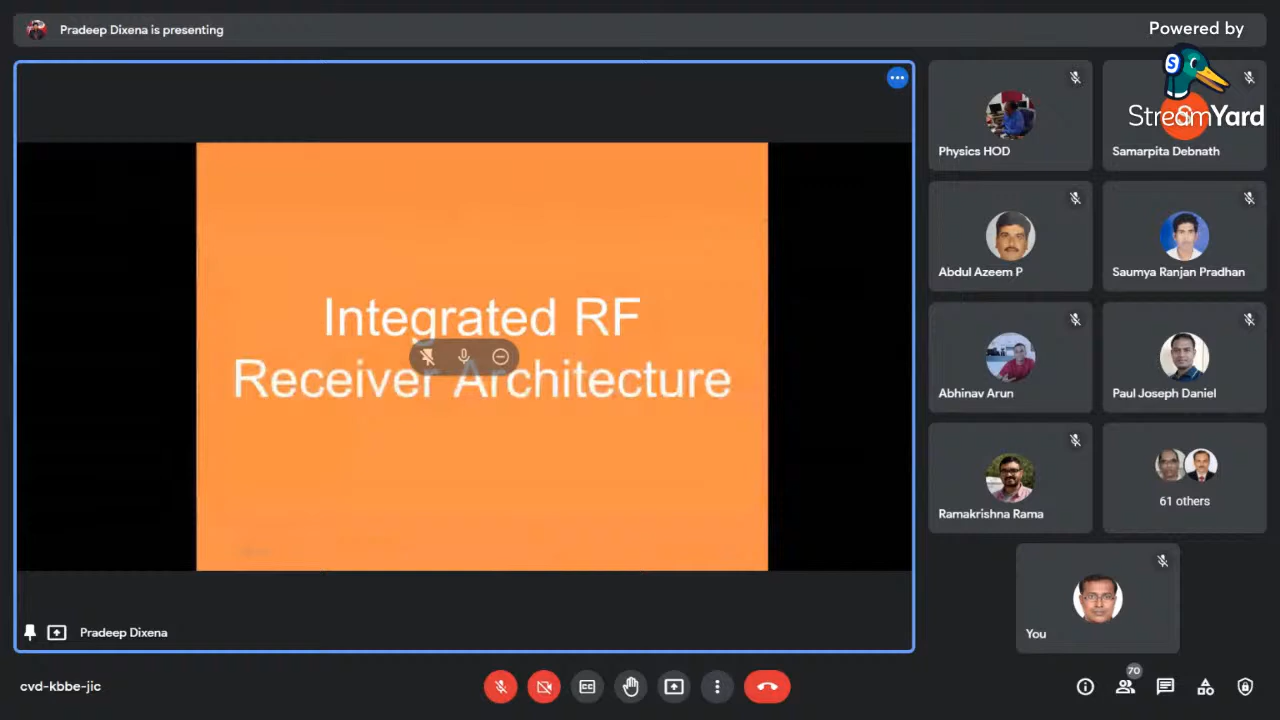 Pradeep Dixena is presenting
Powered by
StreamYard
S
S
Physics HOD
Samarpita Debnath
Abdul Azeem P
Saumya Ranjan Pradhan
Integrated RF
Receiver Architecture
Abhinav Arun
Paul Joseph Daniel
Ramakrishna Rama
61 others
Pradeep Dixena
You
cvd-kbbe-jic
CC
70